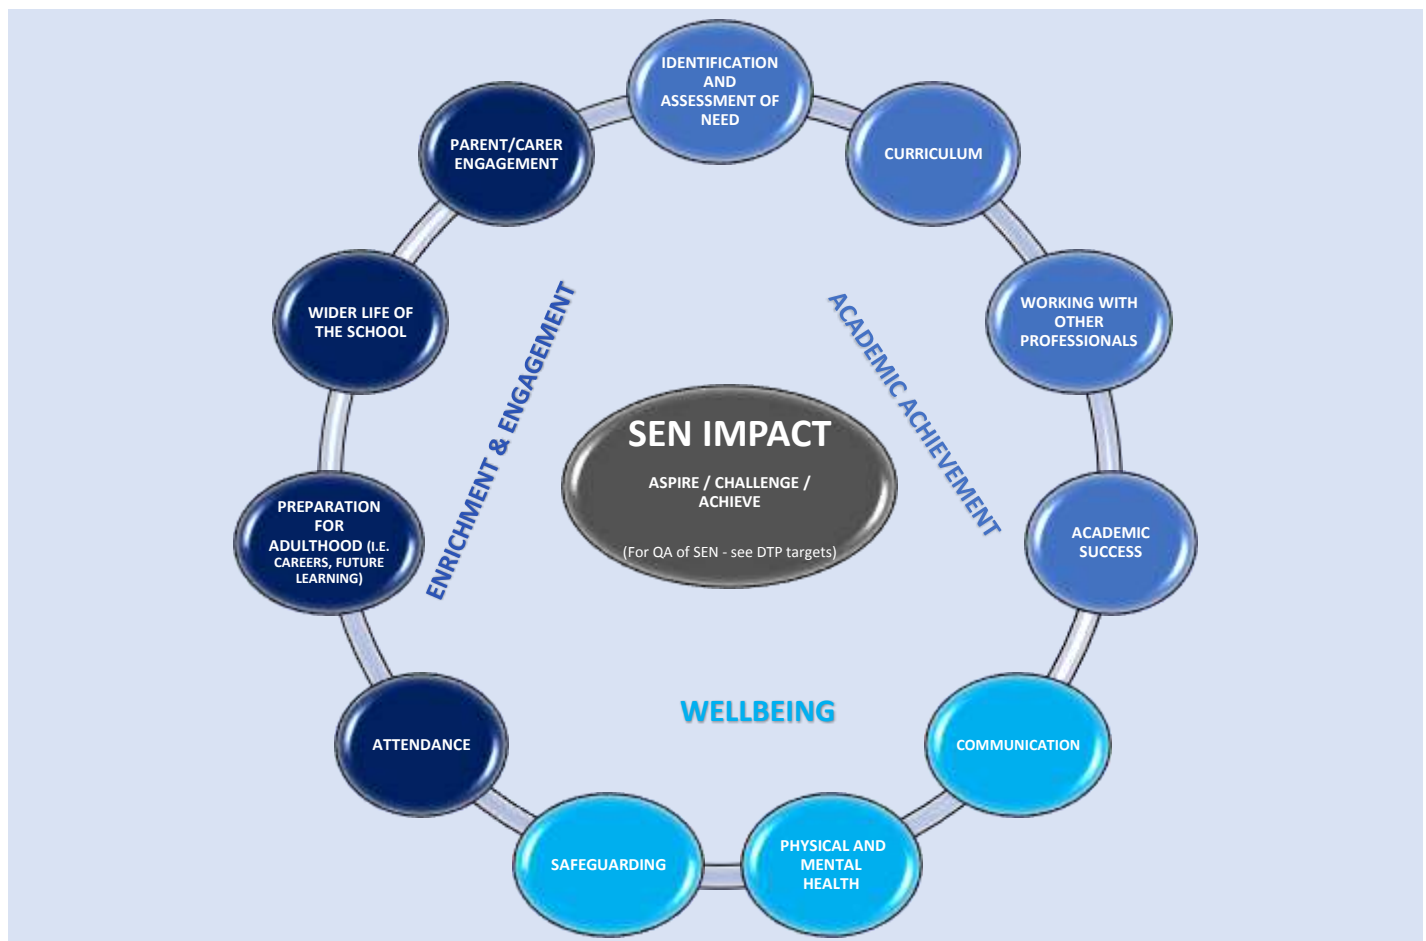 IDENTIFICATION
AND
ASSESSMENT OF
NEED
CURRICULUM
WORKING WITH
OTHER
PROFESSIONALS
ACADEMIC
SUCCESS
COMMUNICATION
PHYSICAL AND
MENTAL
HEALTH
SAFEGUARDING
ATTENDANCE
PREPARATION
FOR
ADULTHOOD (I.E.
CAREERS, FUTURE
LEARNING)
WIDER LIFE OF
THE SCHOOL
PARENT/CARER
ENGAGEMENT
ENRICHMENT & ENGAGEMENT
ACADEMIC ACHIEVEMENT
WELLBEING
SEN IMPACT
ASPIRE / CHALLENGE /
ACHIEVE
(For QA of SEN - see DTP targets)